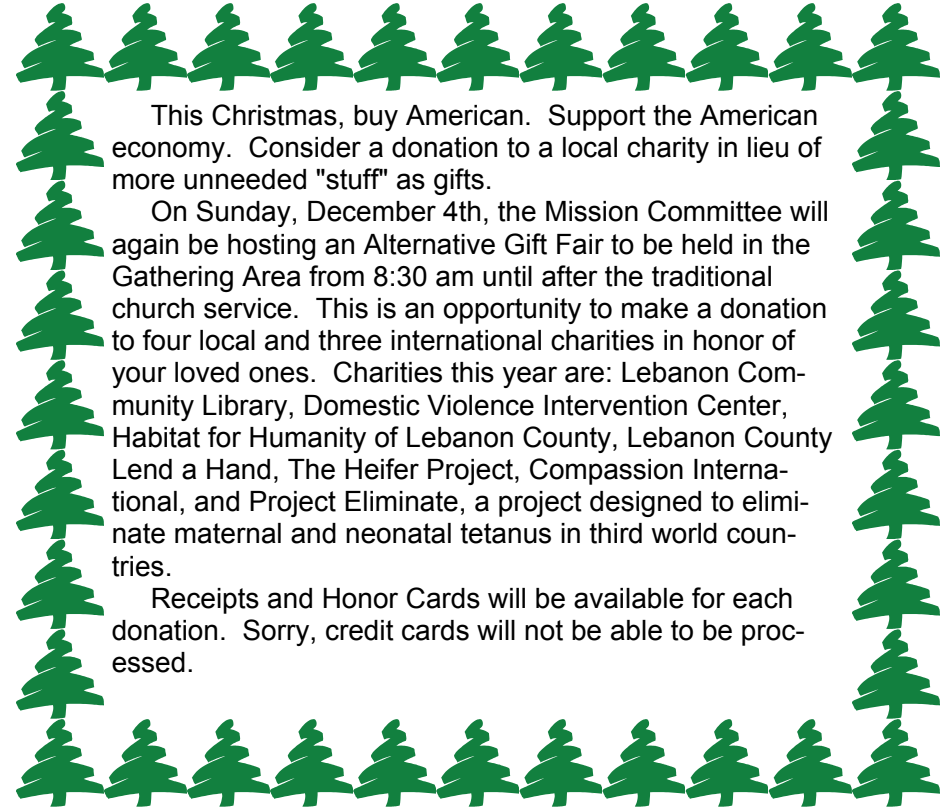 This Christmas, buy American.  Support the American
economy.  Consider a donation to a local charity in lieu of
more unneeded "stuff" as gifts.
On Sunday, December 4th, the Mission Committee will
again be hosting an Alternative Gift Fair to be held in the
Gathering Area from 8:30 am until after the traditional
church service.  This is an opportunity to make a donation
to four local and three international charities in honor of
your loved ones.  Charities this year are: Lebanon Com-
munity Library, Domestic Violence Intervention Center,
Habitat for Humanity of Lebanon County, Lebanon County
Lend a Hand, The Heifer Project, Compassion Interna-
tional, and Project Eliminate, a project designed to elimi-
nate maternal and neonatal tetanus in third world coun-
tries.
Receipts and Honor Cards will be available for each
donation.  Sorry, credit cards will not be able to be proc-
essed.